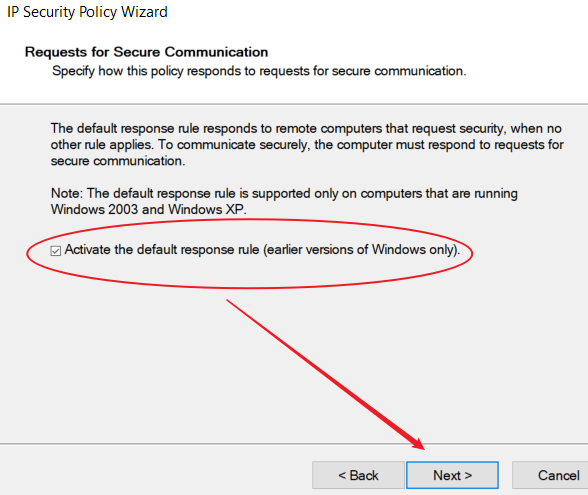 IP Security Policy Wizard
Requests for Secure Communication
Specify how this policy responds to requests for secure communication.
The default response rule responds to remote computers that request security, when no
other rule applies. To communicate securely, the computer must respond to requests for
secure communication.
Note: The default response rule is supported only on computers that are running
Windows 2003 and Windows XP.
Activate the default response rule (earlier versions of Windows only).
< Back
Next >
Cancel